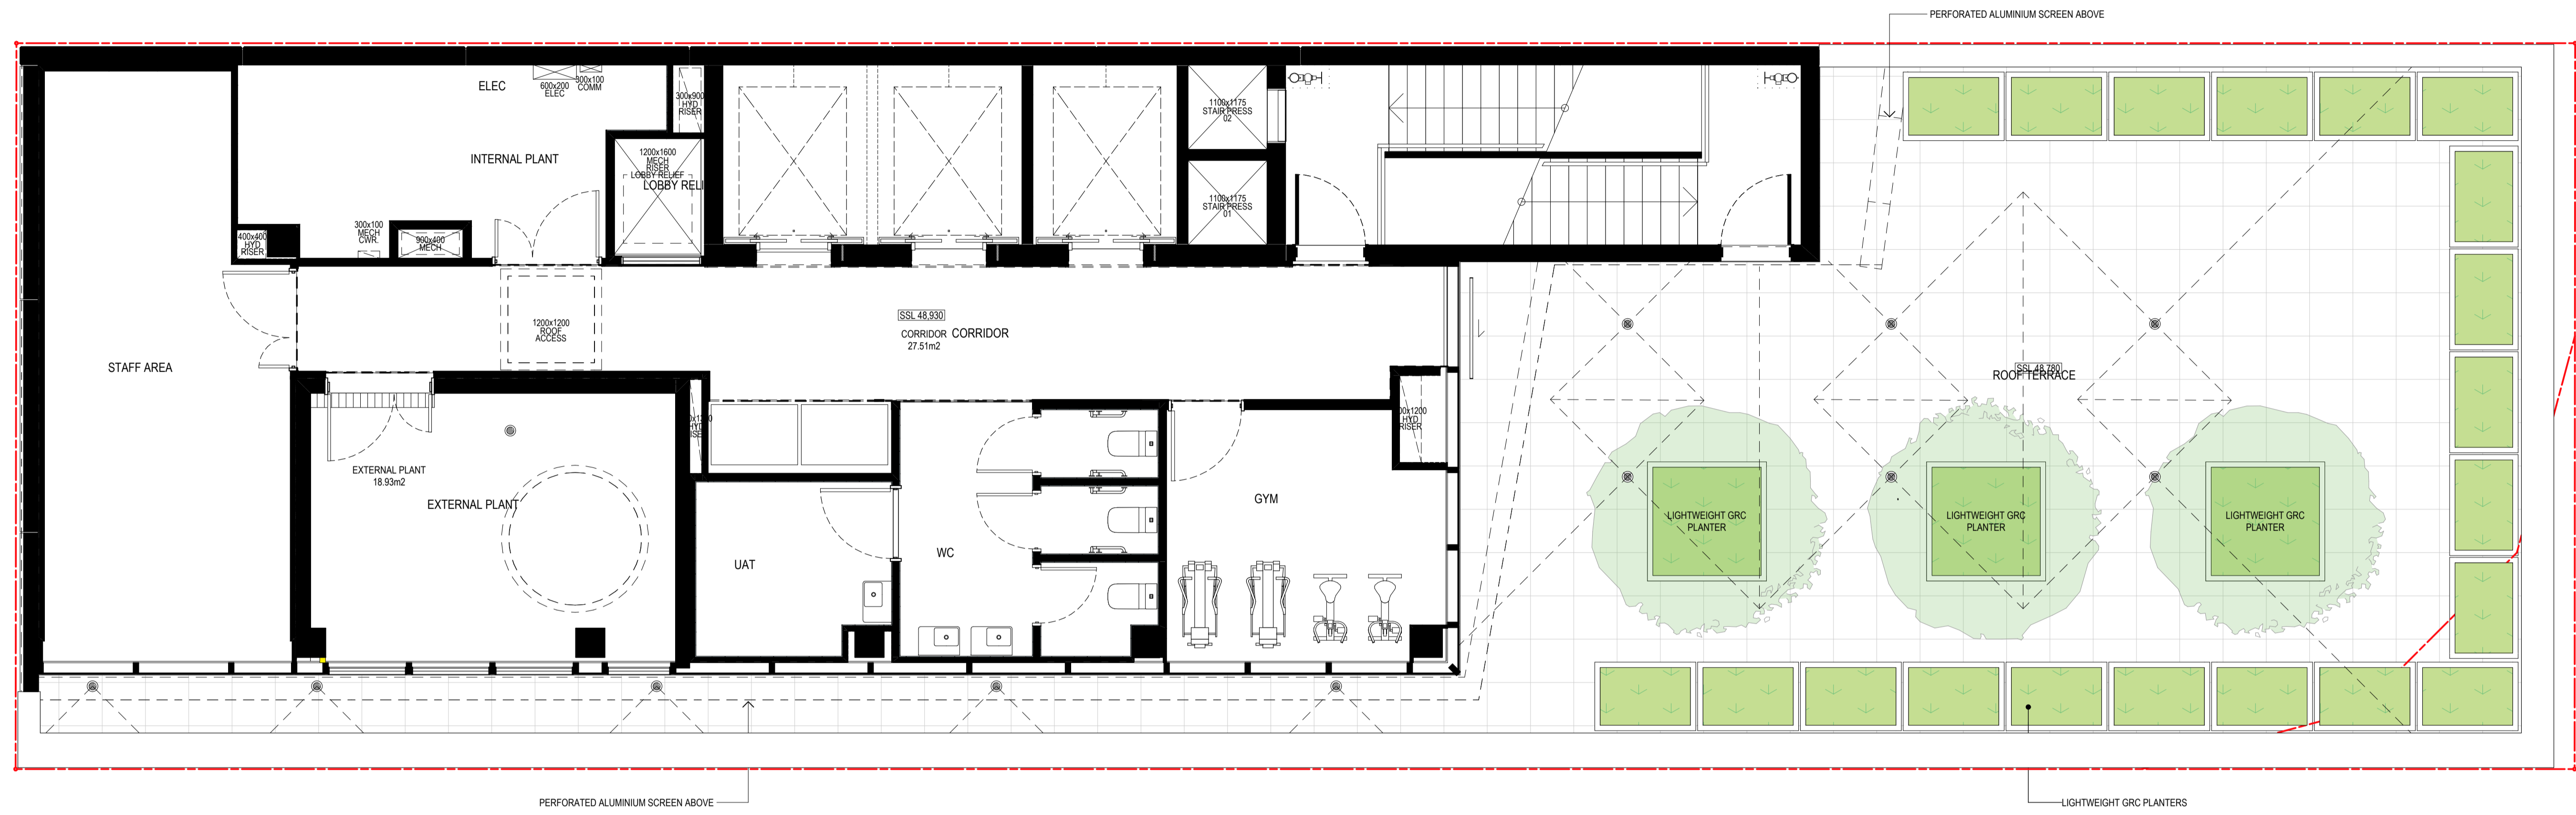 PERFORATED ALUMINIUM SCREEN ABOVE
ELEC
600x200
ELEC
300x100
COMM
300x900
HYD
RISER
INTERNAL PLANT
1200x1600
MECH
RISER
LOBBY RELIEF
LOBBY RELI
1100x1175
STAIR PRESS
02
1100x1175
STAIR PRESS
01
400x400
HYD
RISER
300x100
MECH
CWR.
900x400
MECH
1200x1200
ROOF
ACCESS
SSL 48,930
CORRIDOR CORRIDOR
27.51m2
STAFF AREA
SSL 48,780
ROOF TERRACE
HYD
00x1200
HYD
RISER
EXTERNAL PLANT
18.93m2
EXTERNAL PLANT
GYM
UAT
WC
LIGHTWEIGHT GRC
PLANTER
LIGHTWEIGHT GRC
PLANTER
LIGHTWEIGHT GRC
PLANTER
PERFORATED ALUMINIUM SCREEN ABOVE
LIGHTWEIGHT GRC PLANTERS